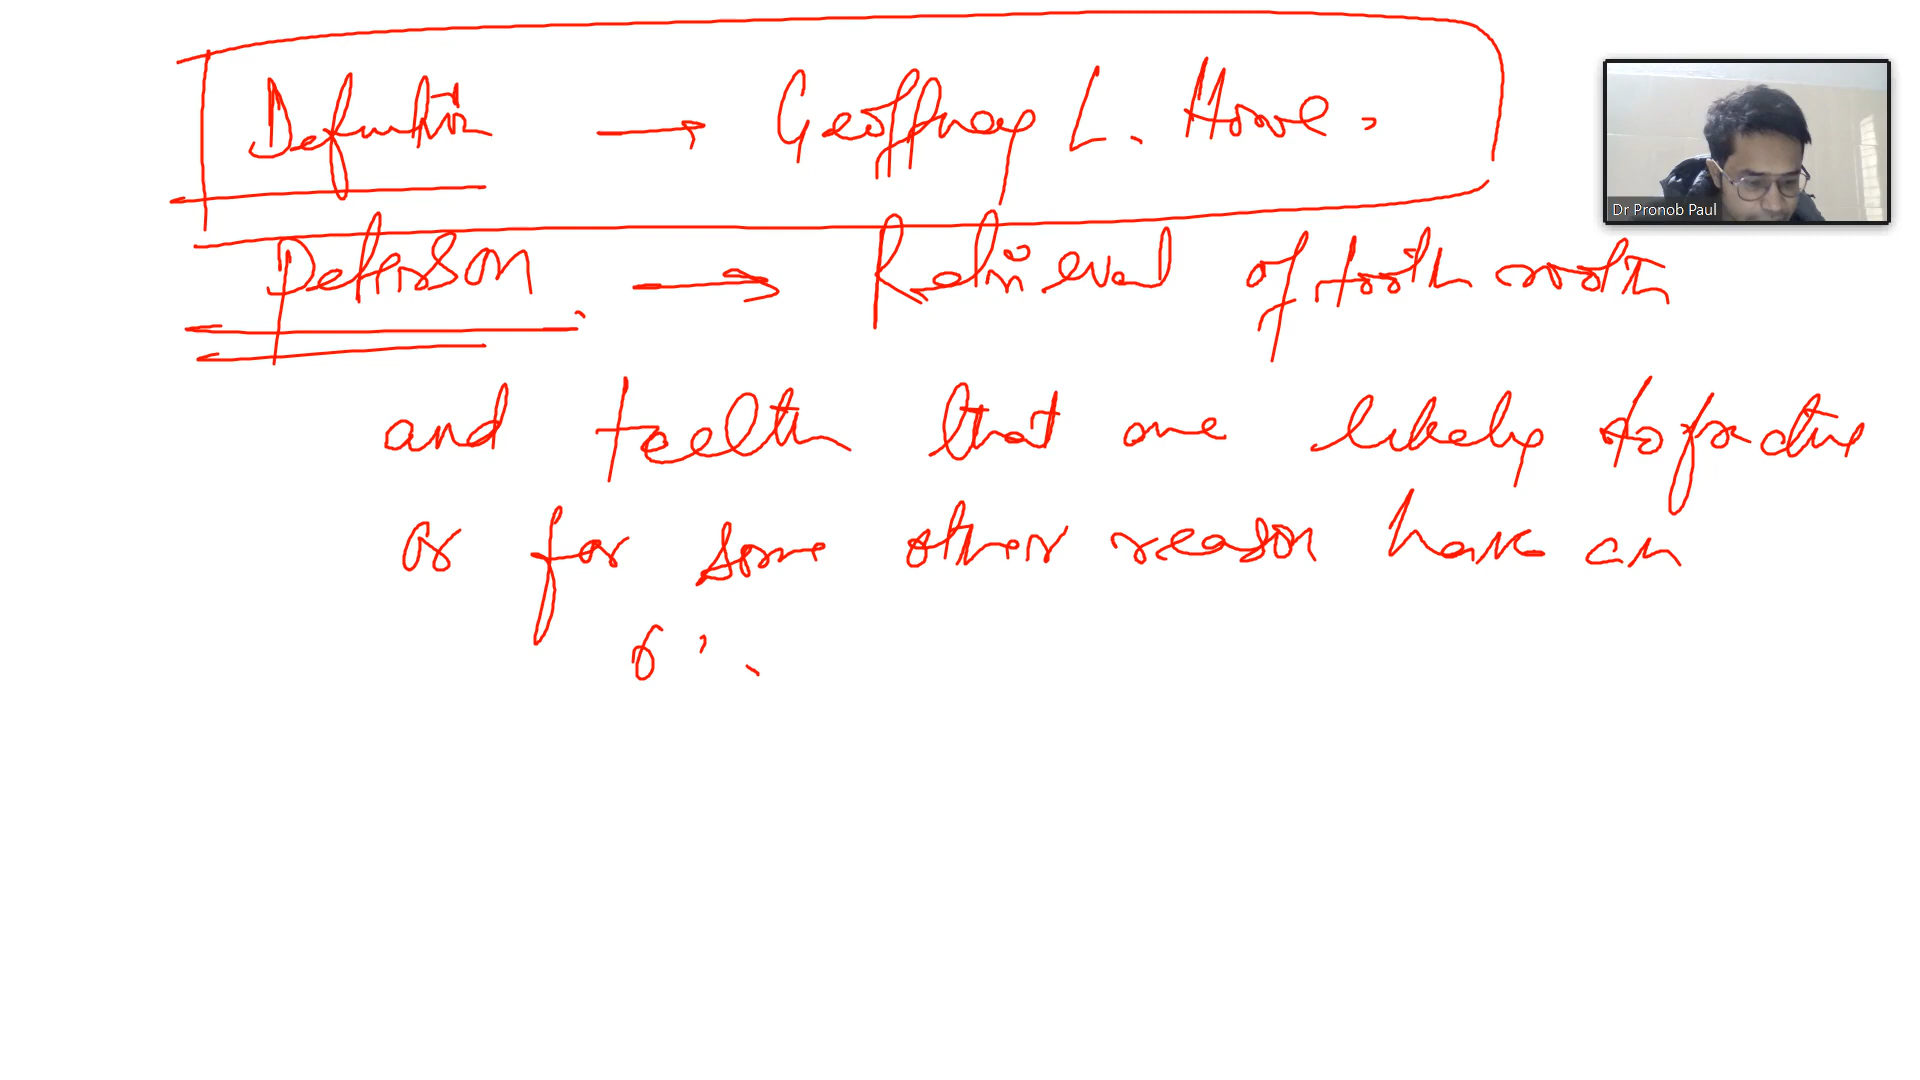 Definition → Geoffrey L. Howe.
Dr Pronob Paul
Peterson → Retrieval of tooth root
and teeth that are likely to fracture
or for some other reason have an